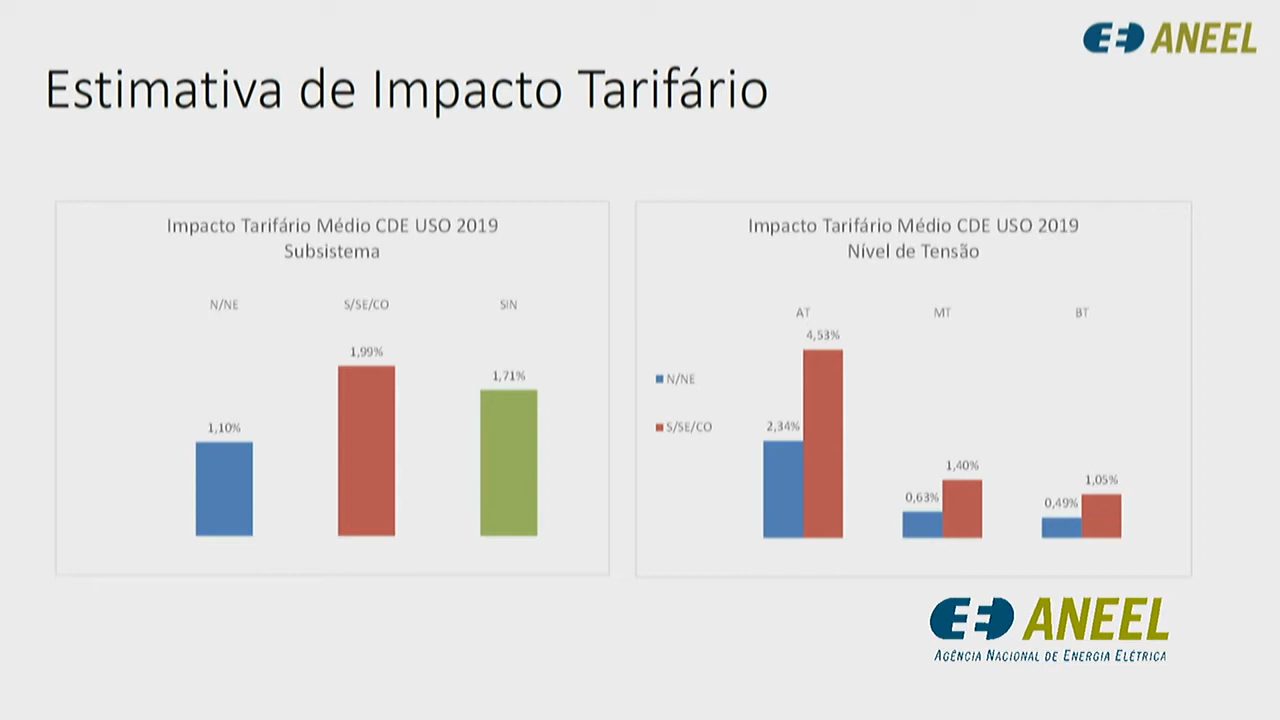 ANEEL
Estimativa de Impacto Tarifário
Impacto Tarifário Médio CDE USO 2019
Subsistema
N/NE
S/SE/CO
SIN
1,99%
1,71%
1,10%
Impacto Tarifário Médio CDE USO 2019
Nível de Tensão
AT
MT
BT
4,53%
N/NE
S/SE/CO
2,34%
1,40%
0,63%
1,05%
0,49%
ANEEL
AGÊNCIA NACIONAL DE ENERGIA ELÉTRICA